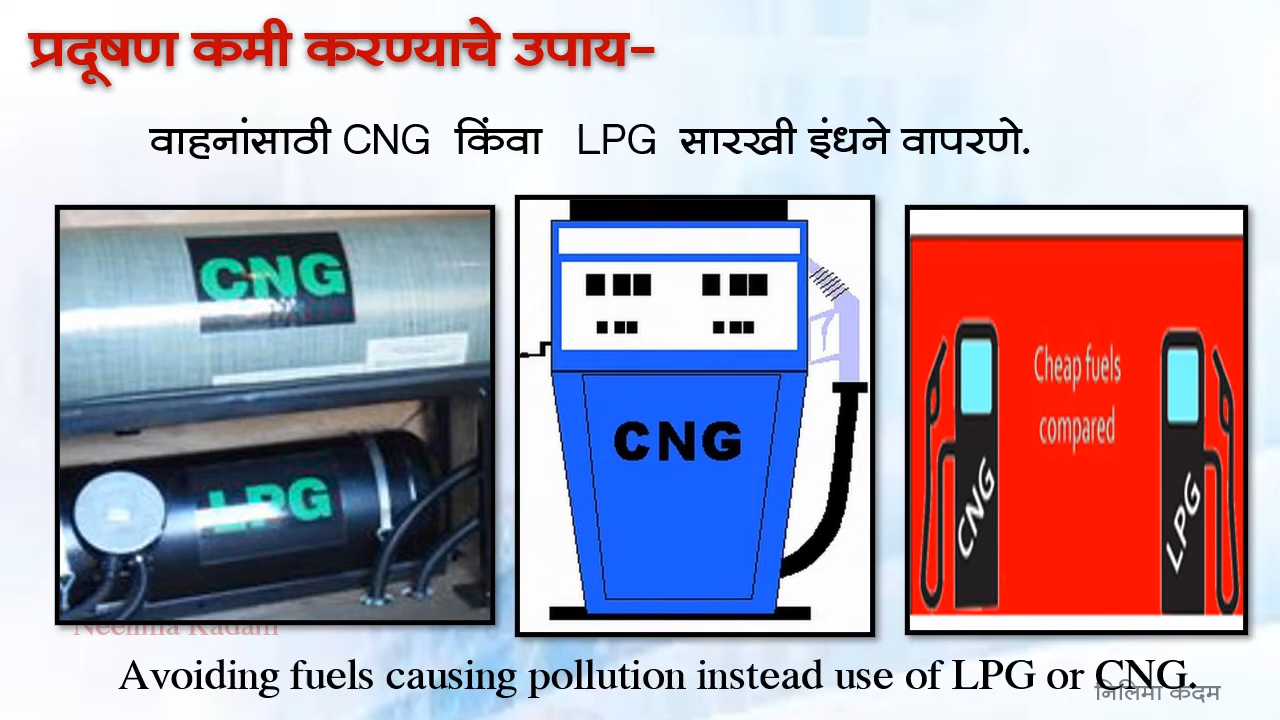 प्रदूषण कमी करण्याचे उपाय-
वाहनांसाठी CNG किंवा LPG सारखी इंधने वापरणे.
CNG
LPG
CNG
Cheap fuels
compared
CNG
LPG
Neelima Kadam
Avoiding fuels causing pollution instead use of LPG or CNG.
निलिमा कदम